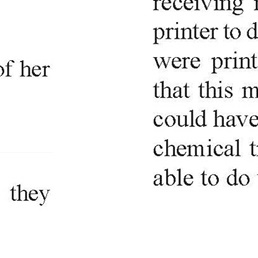 of her
they
receiving
printer to
were print
that this
could have
chemical
able to do